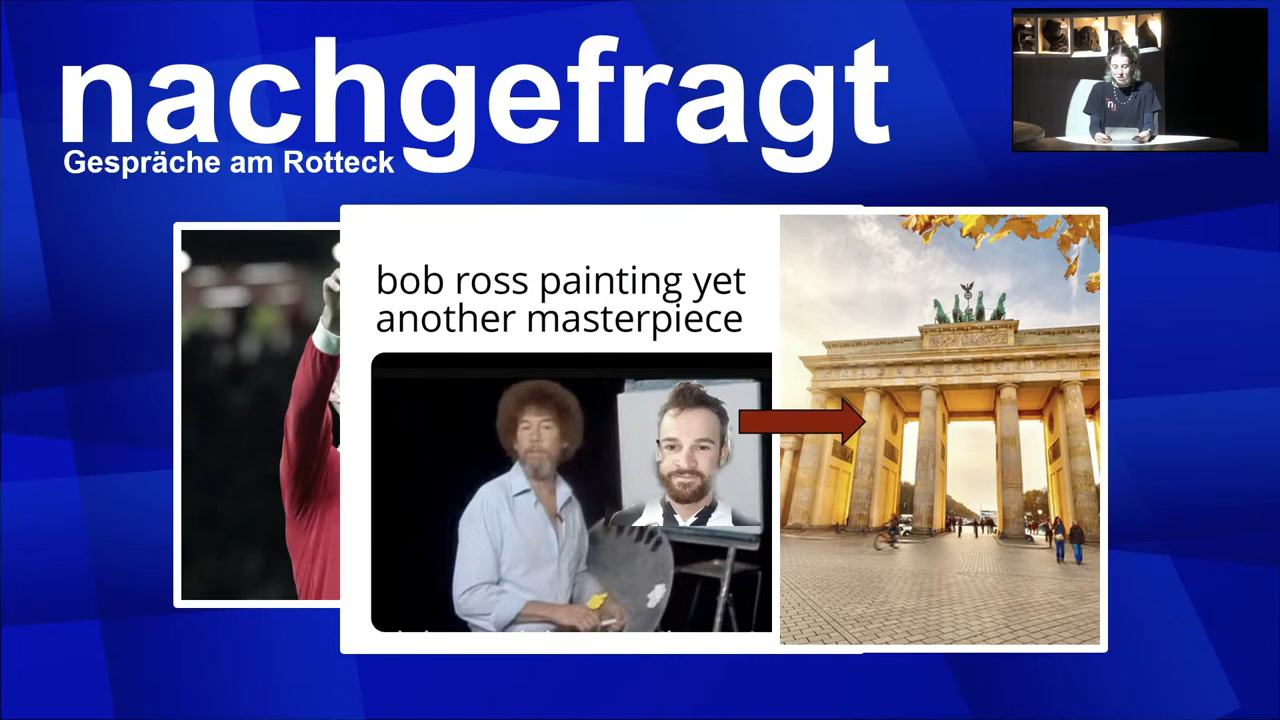 nachgefragt
Gespräche am Rotteck
bob ross painting yet
another masterpiece